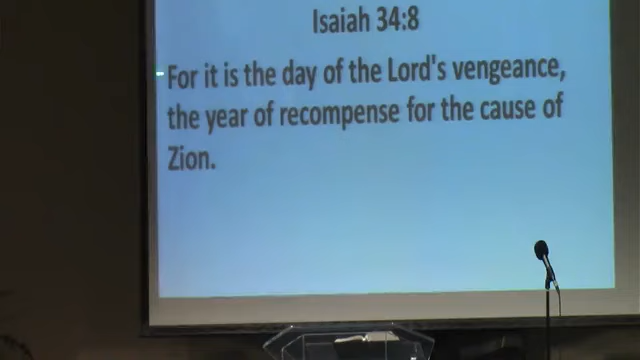 Isaiah 34:8
For it is the day of the Lord's vengeance,
the year of recompense for the cause of
Zion.